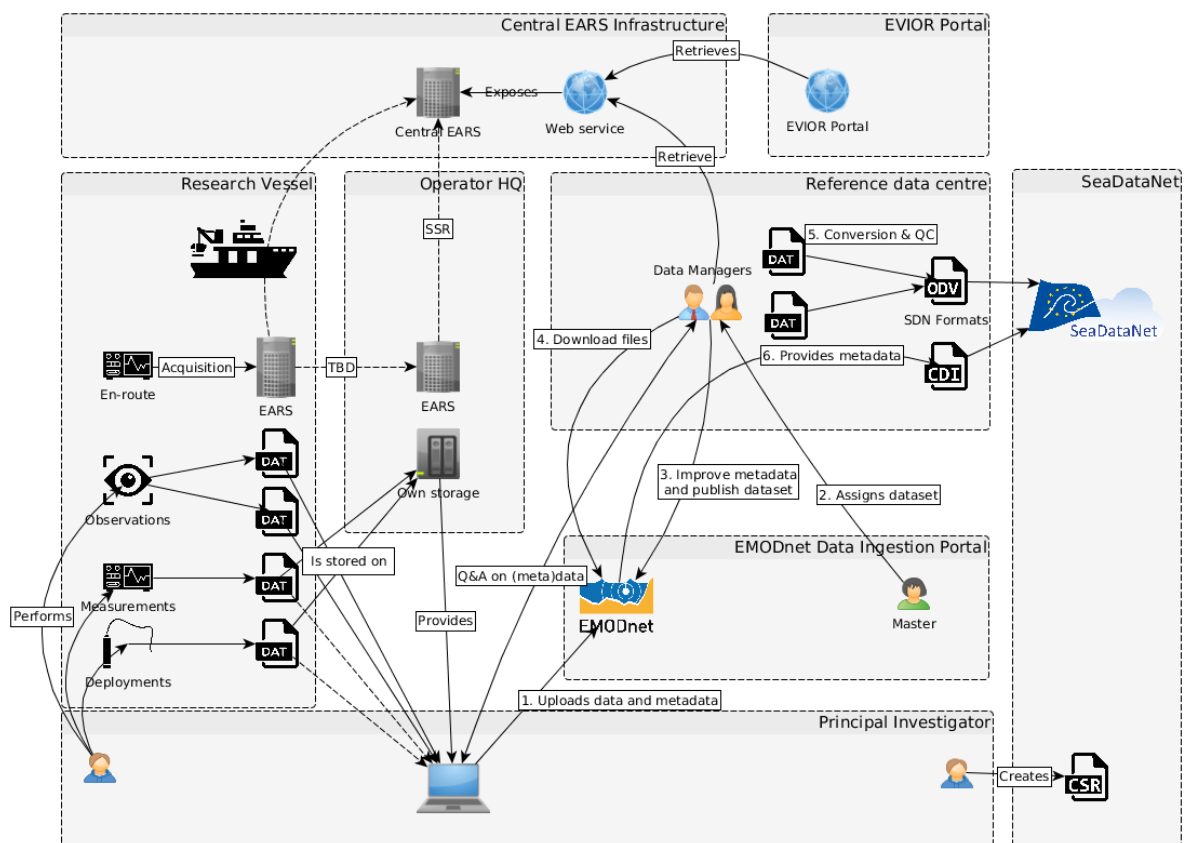 Central EARS Infrastructure
EVIOR Portal
Retrieves
Exposes
Central EARS
Web service
EVIOR Portal
Retrieve
Research Vessel
Operator HQ
Reference data centre
SeaDataNet
SSR
5. Conversion & QC
DAT
Data Managers
ODV
DAT
SDN Formats
SeaDataNet
4. Download files
6. Provides metadata
Acquisition
TBD
CDI
En-route
EARS
EARS
DAT
3. Improve metadata
and publish dataset
2. Assigns dataset
Own storage
Observations
DAT
EMODnet Data Ingestion Portal
Is stored on
Q&A on (meta)data
DAT
Measurements
Performs
Provides
EMODnet
Master
DAT
Deployments
1. Uploads data and metadata
Principal Investigator
Creates
CSR